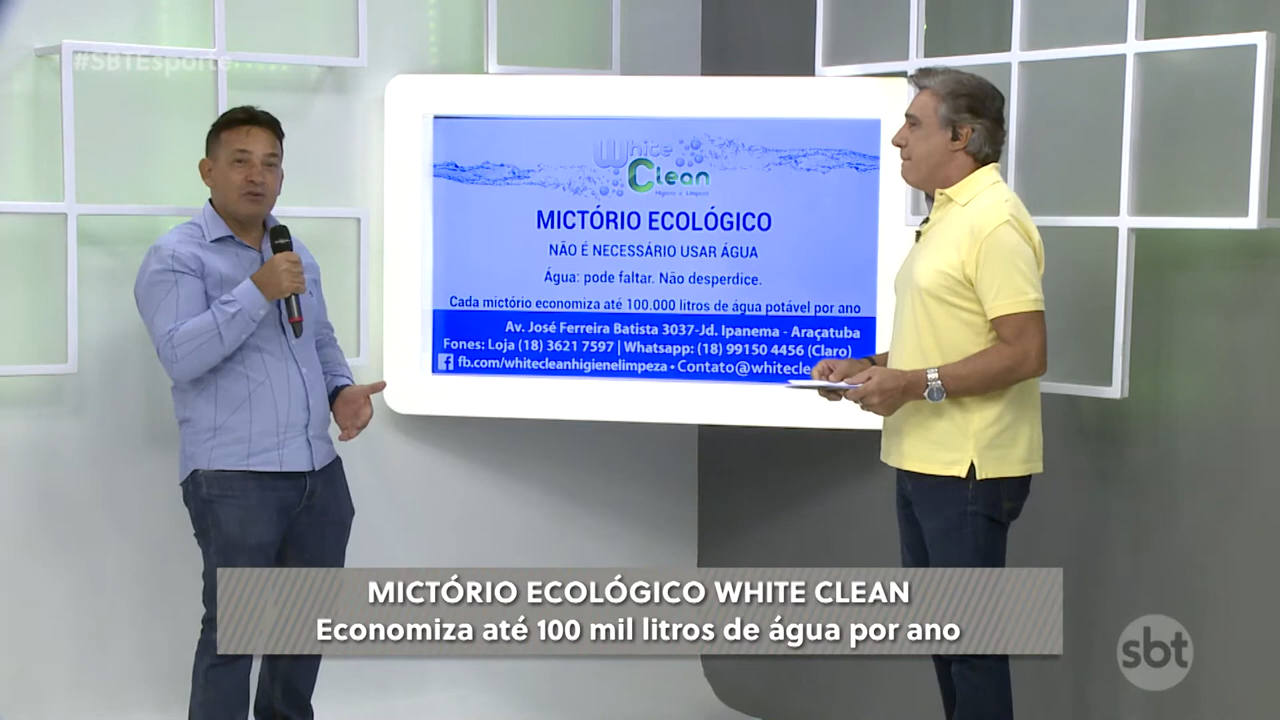 #SBTEsporte
White
Clean
Higiene e Limpeza
MICTÓRIO ECOLÓGICO
NÃO É NECESSÁRIO USAR ÁGUA
Água: pode faltar. Não desperdice.
Cada mictório economiza até 100.000 litros de água potável por ano
Av. José Ferreira Batista 3037-Jd. Ipanema - Araçatuba
Fones: Loja (18) 3621 7597 | Whatsapp: (18) 99150 4456 (Claro)
fb.com/whitecleanhigienelimpeza • Contato@whitecle
MICTÓRIO ECOLÓGICO WHITE CLEAN
Economiza até 100 mil litros de água por ano
sbt